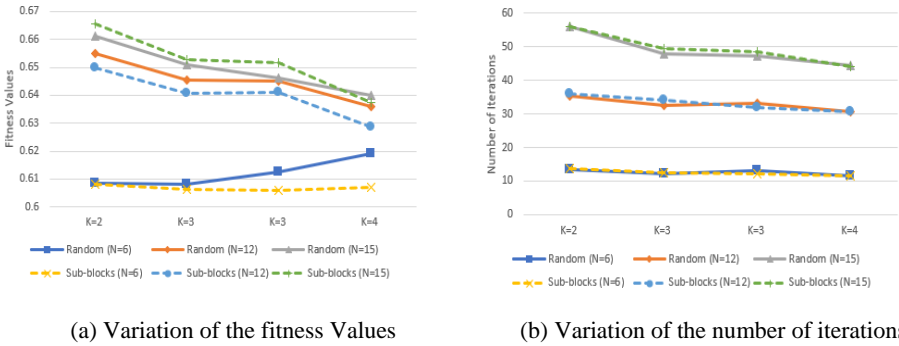 0.67
0.66
0.65
0.64
0.63
0.62
0.61
0.6
Fitness Values
K=2 K=3 K=3 K=4
Random (N=6) Random (N=12) Random (N=15)
Sub-blocks (N=6) Sub-blocks (N=12) Sub-blocks (N=15)
(a) Variation of the fitness Values
60
50
40
30
20
10
0
Number of Iterations
K=2 K=3 K=3 K=4
Random (N=6) Random (N=12) Random (N=15)
Sub-blocks (N=6) Sub-blocks (N=12) Sub-blocks (N=15)
(b) Variation of the number of iterations